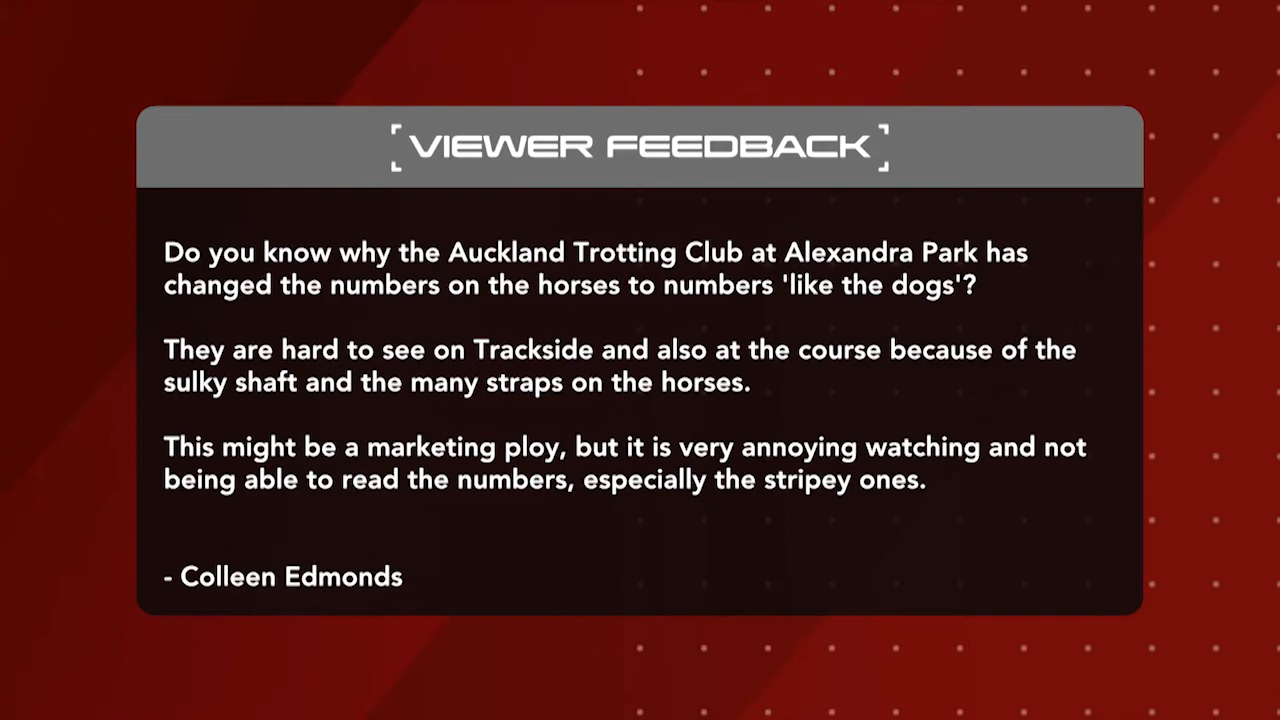 VIEWER FEEDBACK
Do you know why the Auckland Trotting Club at Alexandra Park has
changed the numbers on the horses to numbers 'like the dogs'?
They are hard to see on Trackside and also at the course because of the
sulky shaft and the many straps on the horses.
This might be a marketing ploy, but it is very annoying watching and not
being able to read the numbers, especially the stripey ones.
- Colleen Edmonds